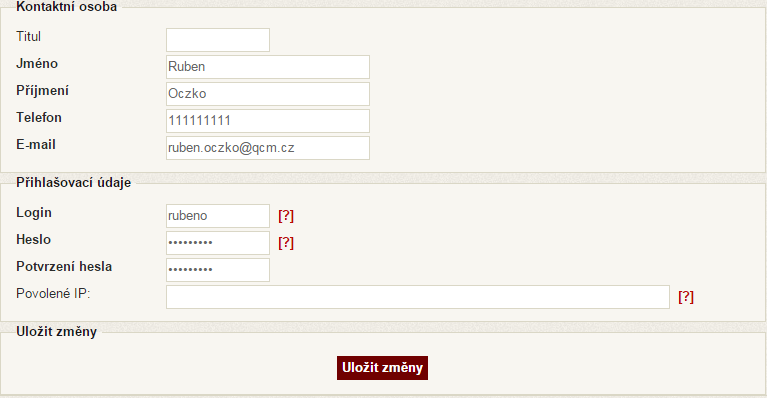 Kontaktní osoba
Titul
Jméno Ruben
Příjmení Oczko
Telefon 111111111
E-mail ruben.oczko@qcm.cz
Přihlašovací údaje
Login rubeno [?]
Heslo ••••••••• [?]
Potvrzení hesla •••••••••
Povolené IP: [?]
Uložit změny
Uložit změny